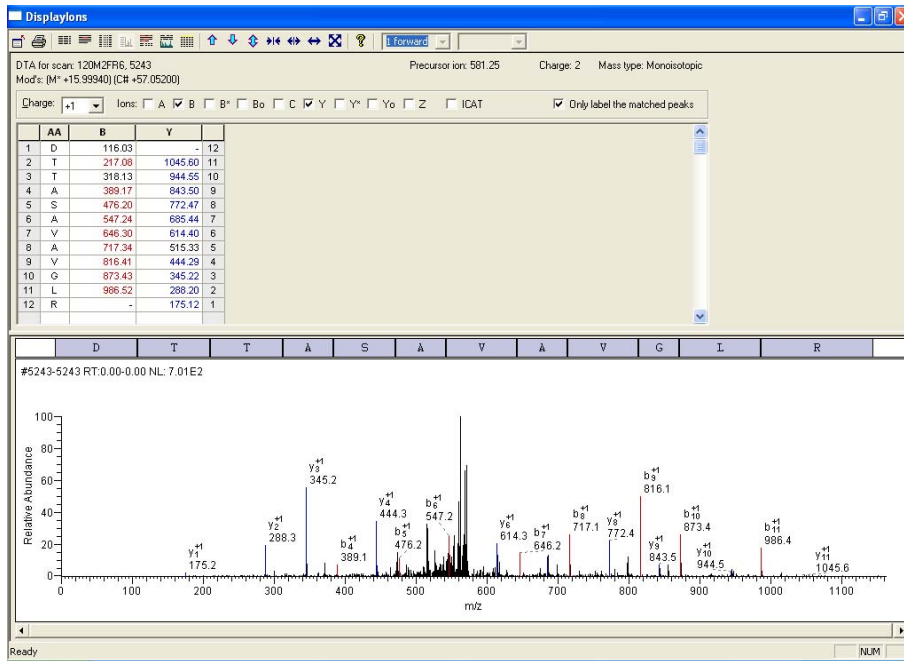 DisplayIons
1 forward
DTA for scan: 120M2FR6, 5243 Precursor ion: 581.25 Charge: 2 Mass type: Monoisotopic
Mod's: (M* +15.99940) (C# +57.05200)
Charge: +1 Ions: A B B* Bo C Y Y* Yo Z ICAT Only label the matched peaks
AA B Y
1 D 116.03 - 12
2 T 217.08 1045.60 11
3 T 318.13 944.55 10
4 A 389.17 843.50 9
5 S 476.20 772.47 8
6 A 547.24 685.44 7
7 V 646.30 614.40 6
8 A 717.34 515.33 5
9 V 816.41 444.29 4
10 G 873.43 345.22 3
11 L 986.52 288.20 2
12 R - 175.12 1
D T T A S A V A V G L R
#5243-5243 RT:0.00-0.00 NL: 7.01E2
Relative Abundance
100
80
60
40
20
0
y3+1
345.2
b9+1
816.1
y4+1
444.3
b6+1
547.2
y2+1
288.3
b5+1
476.2
b4+1
389.1
y1+1
175.2
y6+1
614.3
b7+1
646.2
b8+1
717.1
y8+1
772.4
y9+1
843.5
b10+1
873.4
y10+1
944.5
b11+1
986.4
y11+1
1045.6
0 100 200 300 400 500 600 700 800 900 1000 1100
m/z
Ready NUM